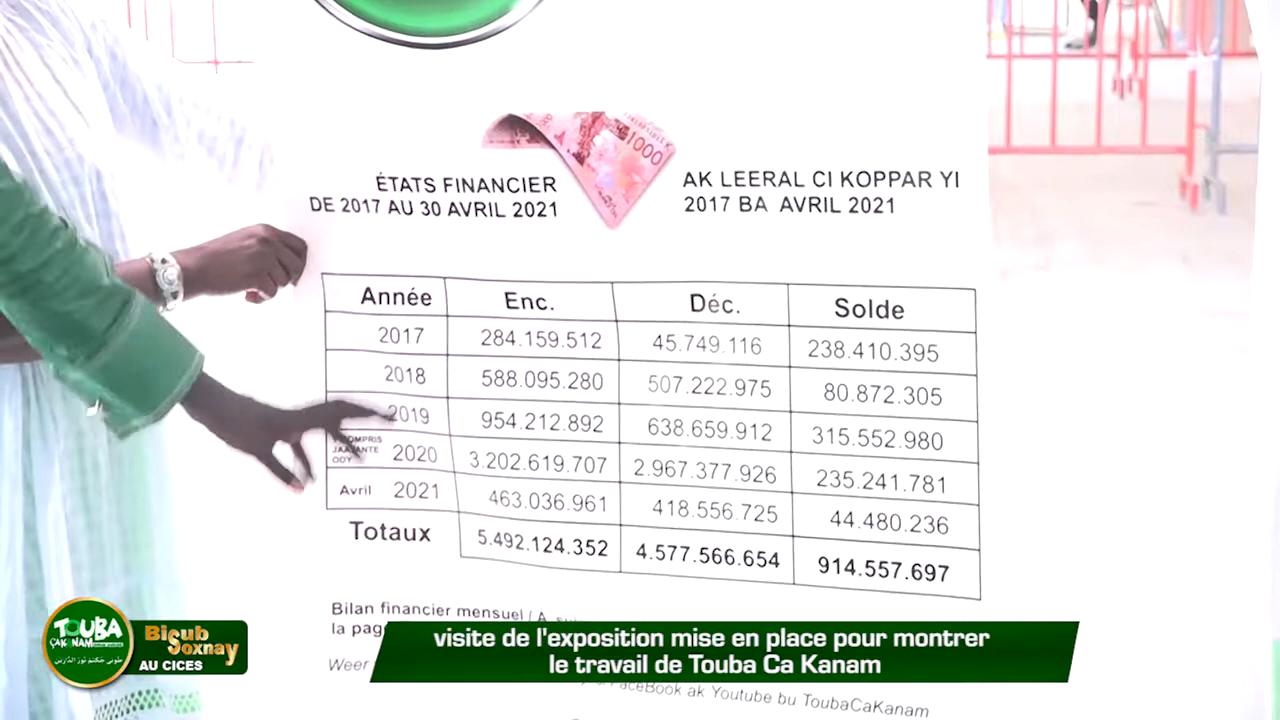 1000
ÉTATS FINANCIER
DE 2017 AU 30 AVRIL 2021
AK LEERAL CI KOPPAR YI
2017 BA AVRIL 2021
Année Enc. Déc. Solde
2017 284.159.512 45.749.116 238.410.395
2018 588.095.280 507.222.975 80.872.305
2019 954.212.892 638.659.912 315.552.980
2020 3.202.619.707 2.967.377.926 235.241.781
Avril 2021 463.036.961 418.556.725 44.480.236
Totaux 5.492.124.352 4.577.566.654 914.557.697
Bilan financier mensuel
la page
Weer
FaceBook ak Youtube bu ToubaCaKanam
TOUBA
ÇA KANAM
Bisub
Soxnay
AU CICES
visite de l'exposition mise en place pour montrer
le travail de Touba Ca Kanam